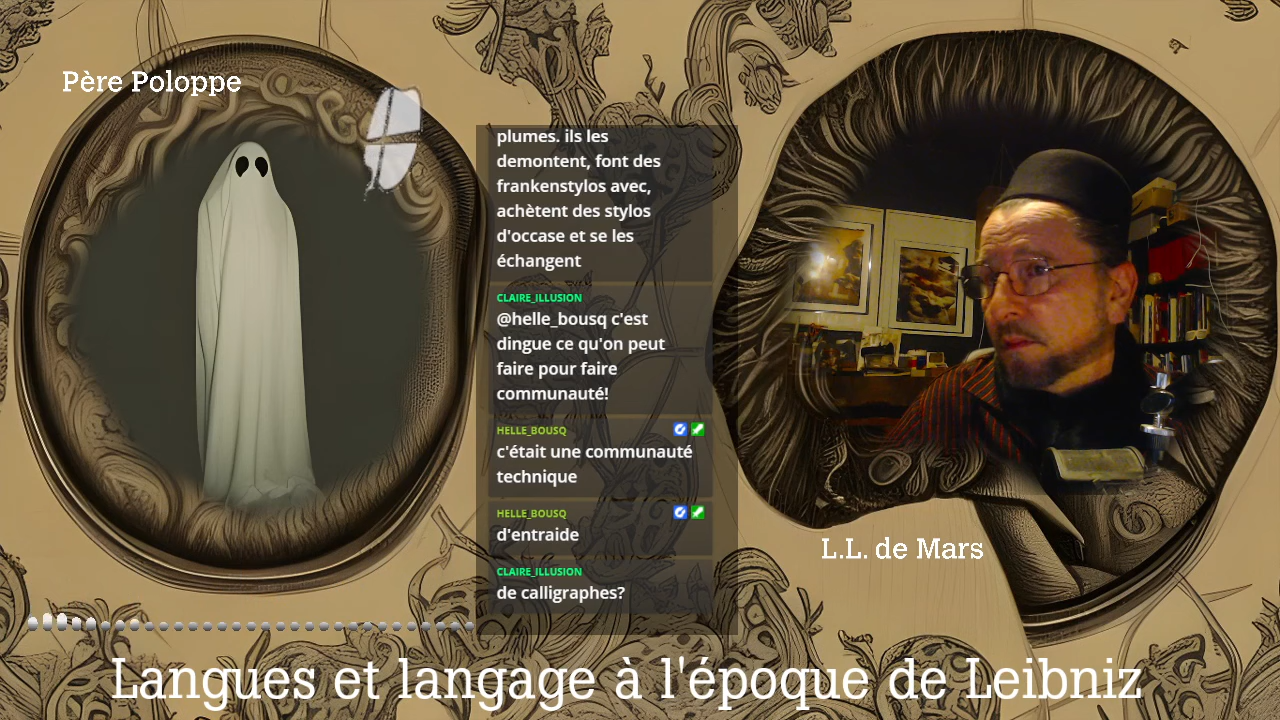 Père Poloppe
plumes. ils les
demontent, font des
frankenstylos avec,
achètent des stylos
d'occase et se les
échangent
CLAIRE_ILLUSION
@helle_bousq c'est
dingue ce qu'on peut
faire pour faire
communauté!
HELLE_BOUSQ
c'était une communauté
technique
HELLE_BOUSQ
d'entraide
CLAIRE_ILLUSION
de calligraphes?
L.L. de Mars
Langues et langage à l'époque de Leibniz